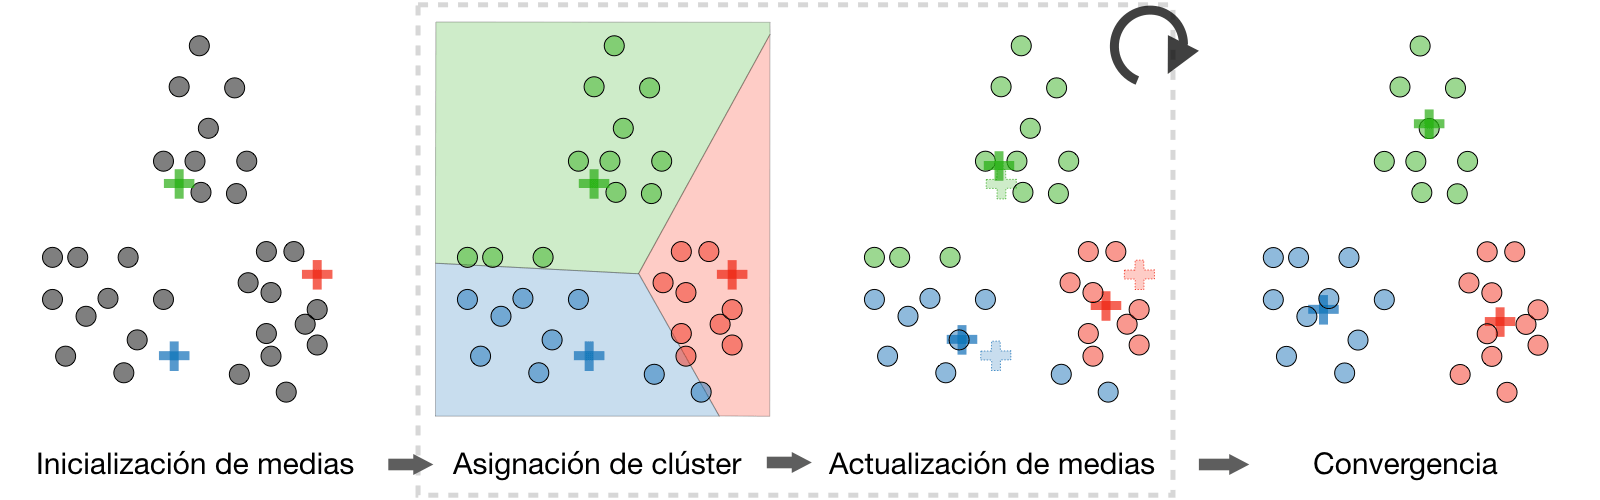 Inicialización de medias
Asignación de clúster
Actualización de medias
Convergencia